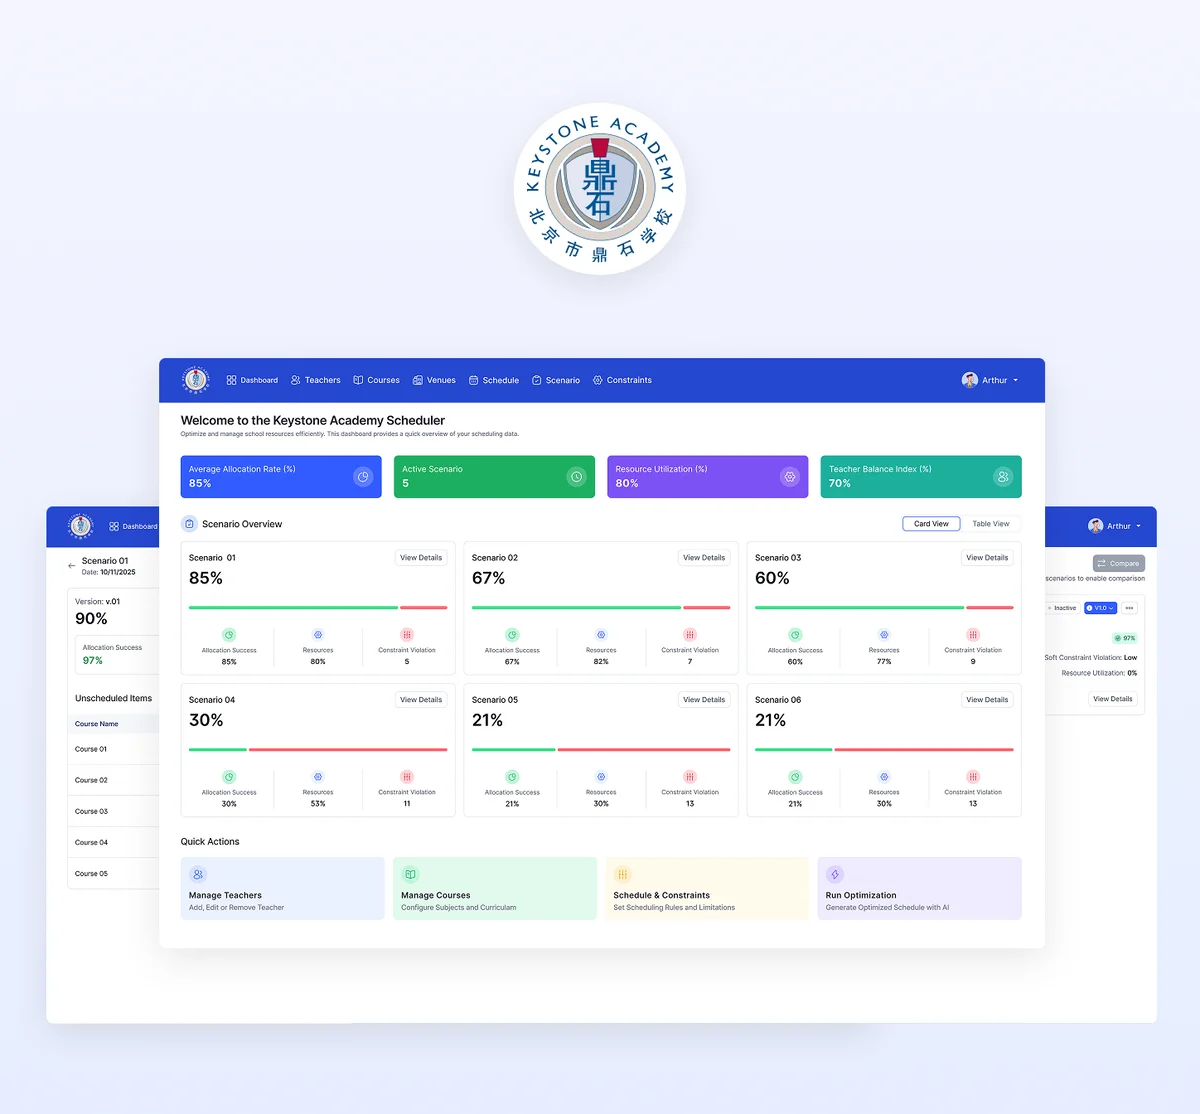 KEYSTONE ACADEMY
鼎石
北京市鼎石学校
Dashboard Teachers Courses Venues Schedule Scenario Constraints Arthur
Welcome to the Keystone Academy Scheduler
Optimize and manage school resources efficiently. This dashboard provides a quick overview of your scheduling data.
Average Allocation Rate (%)
85%
Active Scenario
5
Resource Utilization (%)
80%
Teacher Balance Index (%)
70%
Scenario Overview
Card View Table View
Scenario 01 View Details
85%
Allocation Success Resources Constraint Violation
85% 80% 5
Scenario 02 View Details
67%
Allocation Success Resources Constraint Violation
67% 82% 7
Scenario 03 View Details
60%
Allocation Success Resources Constraint Violation
60% 77% 9
Scenario 04 View Details
30%
Allocation Success Resources Constraint Violation
30% 53% 11
Scenario 05 View Details
21%
Allocation Success Resources Constraint Violation
21% 30% 13
Scenario 06 View Details
21%
Allocation Success Resources Constraint Violation
21% 30% 13
Quick Actions
Manage Teachers
Add, Edit or Remove Teacher
Manage Courses
Configure Subjects and Curriculam
Schedule & Constraints
Set Scheduling Rules and Limitations
Run Optimization
Generate Optimized Schedule with AI
Dashboard
Scenario 01
Date: 10/11/2025
Version: v.01
90%
Allocation Success
97%
Unscheduled Items
Course Name
Course 01
Course 02
Course 03
Course 04
Course 05
Arthur
Compare
scenarios to enable comparison
Inactive V1.0
97%
Soft Constraint Violation: Low
Resource Utilization: 0%
View Details